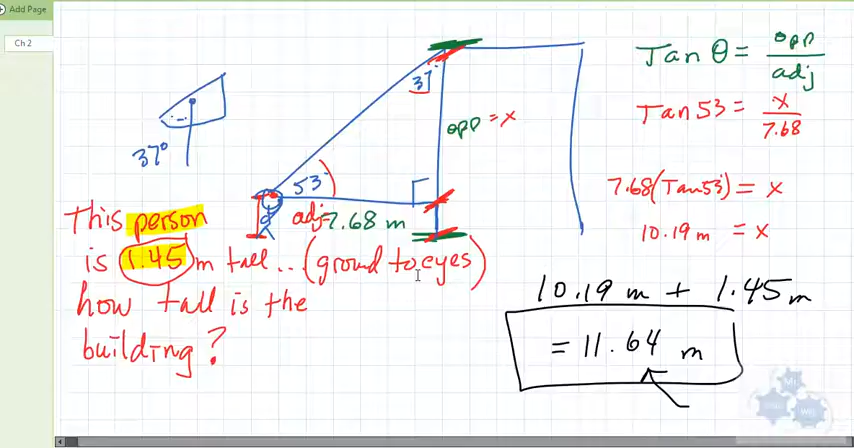 Add Page
Ch 2
37°
37°
53°
opp = x
adj=7.68 m
Tan θ = opp
adj
Tan 53 = x
7.68
7.68(Tan53) = x
10.19 m = x
This person
is 1.45 m tall... (ground to eyes)
how tall is the
building?
10.19 m + 1.45 m
= 11.64 m